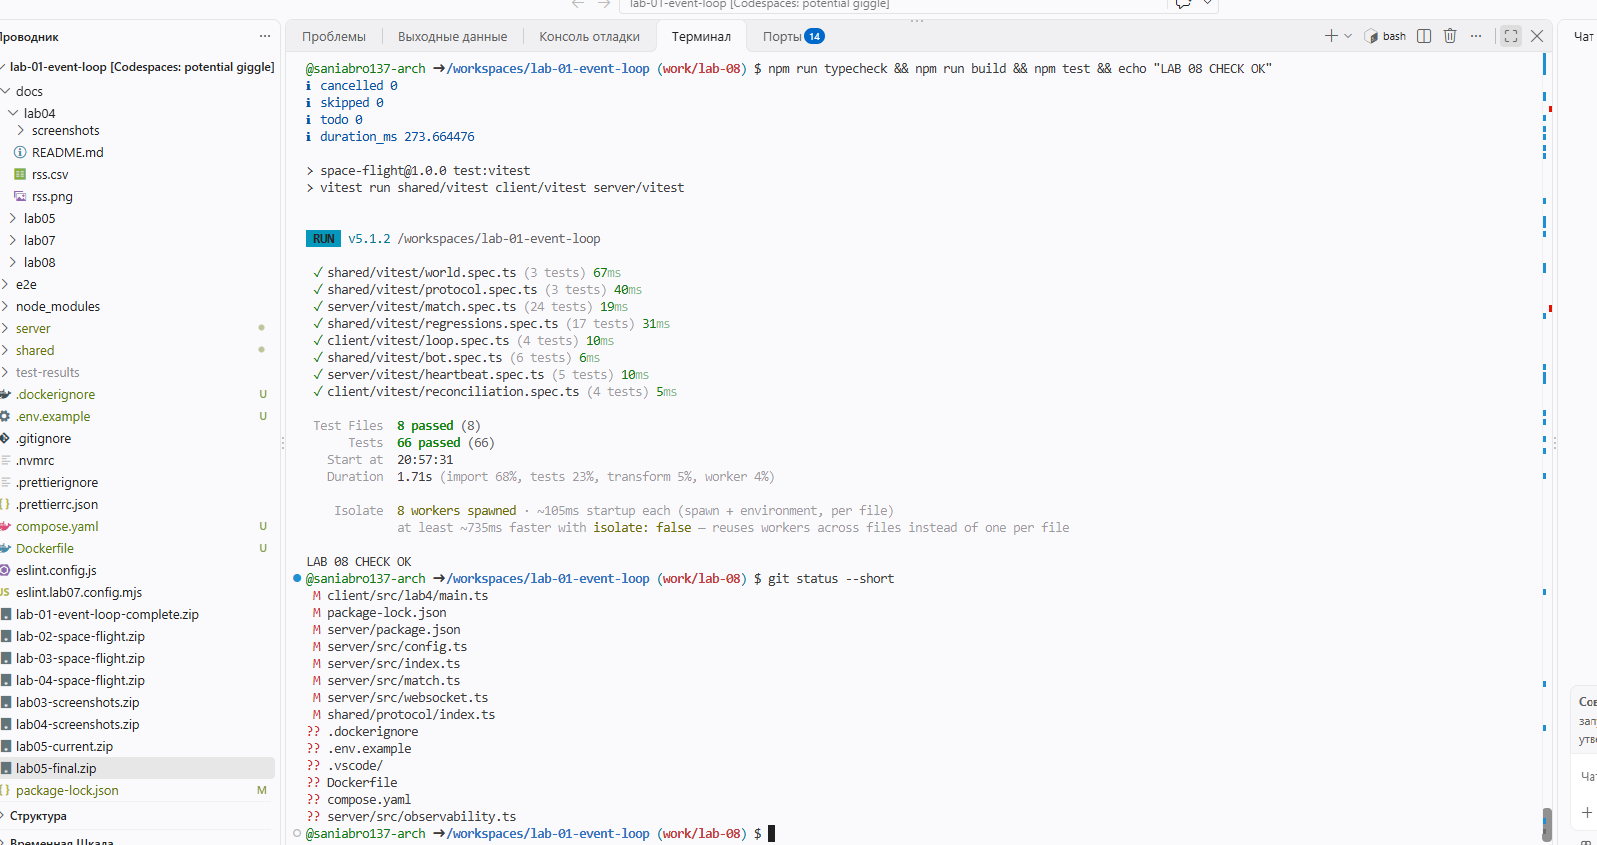 lab-01-event-loop [Codespaces: potential giggle]
Проводник
Проблемы
Выходные данные
Консоль отладки
Терминал
Порты 14
bash
Чат
lab-01-event-loop [Codespaces: potential giggle]
docs
lab04
screenshots
README.md
rss.csv
rss.png
lab05
lab07
lab08
e2e
node_modules
server
shared
test-results
.dockerignore U
.env.example U
.gitignore
.nvmrc
.prettierignore
.prettierrc.json
compose.yaml U
Dockerfile U
eslint.config.js
eslint.lab07.config.mjs
lab-01-event-loop-complete.zip
lab-02-space-flight.zip
lab-03-space-flight.zip
lab-04-space-flight.zip
lab03-screenshots.zip
lab04-screenshots.zip
lab05-current.zip
lab05-final.zip
package-lock.json M
Структура
Временная Шкала
@saniabro137-arch →/workspaces/lab-01-event-loop (work/lab-08) $ npm run typecheck && npm run build && npm test && echo "LAB 08 CHECK OK"
ℹ cancelled 0
ℹ skipped 0
ℹ todo 0
ℹ duration_ms 273.664476
> space-flight@1.0.0 test:vitest
> vitest run shared/vitest client/vitest server/vitest
RUN v5.1.2 /workspaces/lab-01-event-loop
✓ shared/vitest/world.spec.ts (3 tests) 67ms
✓ shared/vitest/protocol.spec.ts (3 tests) 40ms
✓ server/vitest/match.spec.ts (24 tests) 19ms
✓ shared/vitest/regressions.spec.ts (17 tests) 31ms
✓ client/vitest/loop.spec.ts (4 tests) 10ms
✓ shared/vitest/bot.spec.ts (6 tests) 6ms
✓ server/vitest/heartbeat.spec.ts (5 tests) 10ms
✓ client/vitest/reconciliation.spec.ts (4 tests) 5ms
Test Files 8 passed (8)
Tests 66 passed (66)
Start at 20:57:31
Duration 1.71s (import 68%, tests 23%, transform 5%, worker 4%)
Isolate 8 workers spawned · ~105ms startup each (spawn + environment, per file)
at least ~735ms faster with isolate: false — reuses workers across files instead of one per file
LAB 08 CHECK OK
@saniabro137-arch →/workspaces/lab-01-event-loop (work/lab-08) $ git status --short
M client/src/lab4/main.ts
M package-lock.json
M server/package.json
M server/src/config.ts
M server/src/index.ts
M server/src/match.ts
M server/src/websocket.ts
M shared/protocol/index.ts
?? .dockerignore
?? .env.example
?? .vscode/
?? Dockerfile
?? compose.yaml
?? server/src/observability.ts
@saniabro137-arch →/workspaces/lab-01-event-loop (work/lab-08) $